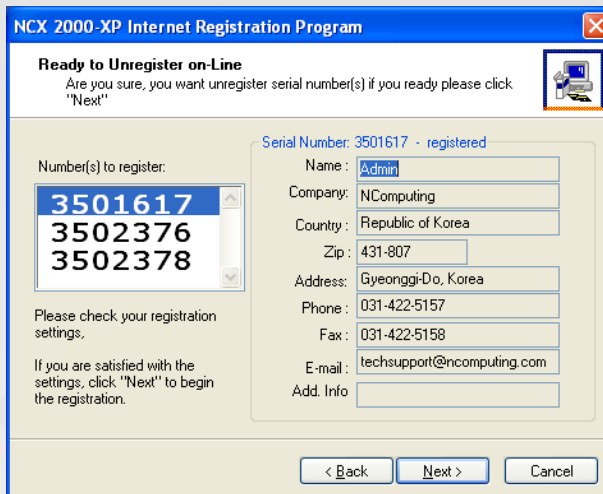 NCX 2000-XP Internet Registration Program
Ready to Unregister on-Line
Are you sure, you want unregister serial number(s) if you ready please click
"Next"
Number(s) to register:
3501617
3502376
3502378
Please check your registration
settings,
If you are satisfied with the
settings, click "Next" to begin
the registration.
Serial Number: 3501617 - registered
Name : Admin
Company: NComputing
Country : Republic of Korea
Zip : 431-807
Address: Gyeonggi-Do, Korea
Phone : 031-422-5157
Fax : 031-422-5158
E-mail : techsupport@ncomputing.com
Add. Info
< Back Next > Cancel